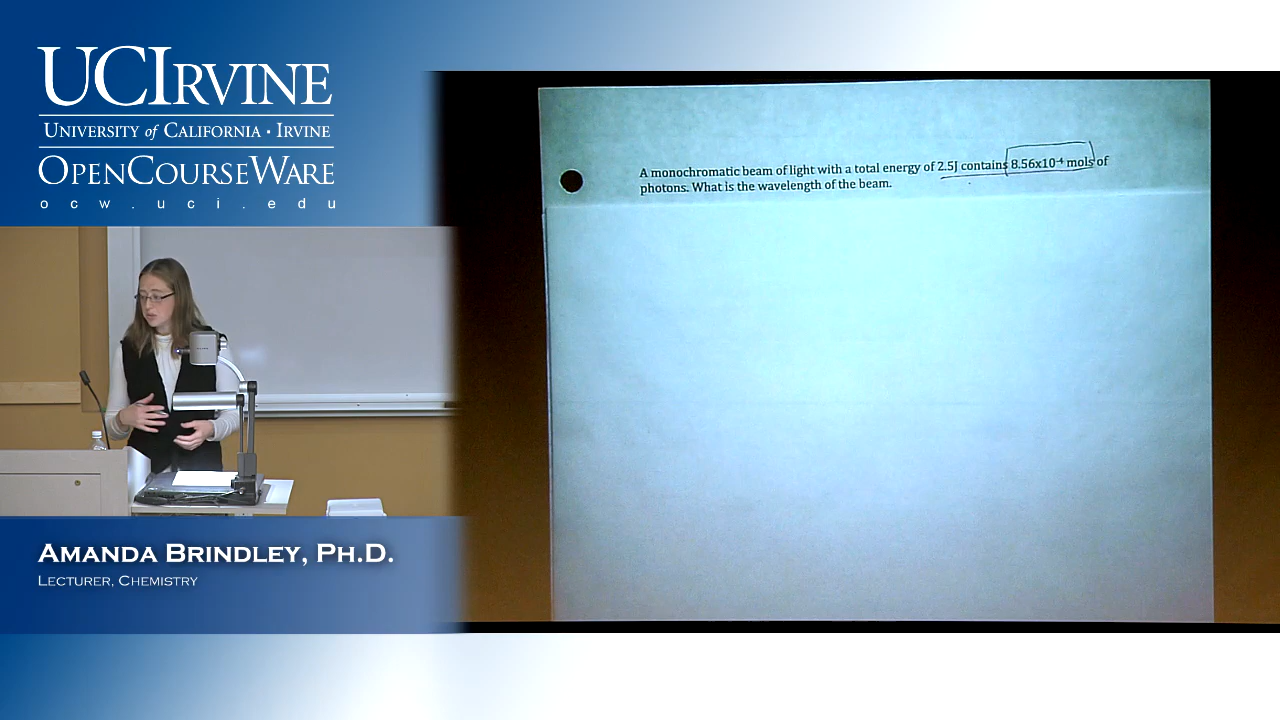 UCIRVINE
UNIVERSITY of CALIFORNIA · IRVINE
OPENCOURSEWARE
ocw.uci.edu
A monochromatic beam of light with a total energy of 2.5J contains 8.56x10⁻⁴ mols of
photons. What is the wavelength of the beam.
AMANDA BRINDLEY, PH.D.
LECTURER, CHEMISTRY